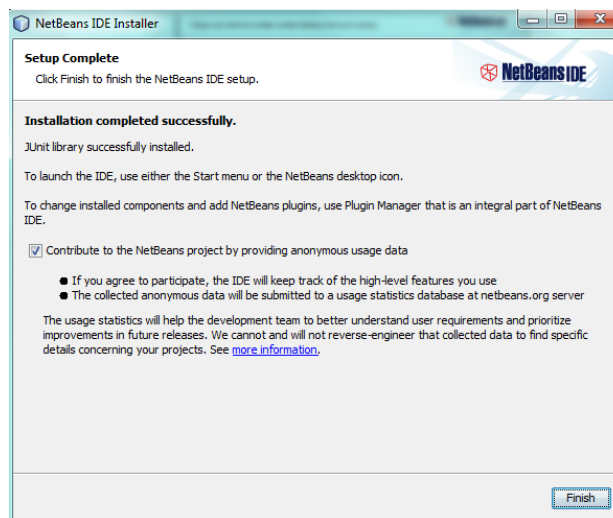 NetBeans IDE Installer
Setup Complete
Click Finish to finish the NetBeans IDE setup.
NetBeans IDE
Installation completed successfully.
JUnit library successfully installed.
To launch the IDE, use either the Start menu or the NetBeans desktop icon.
To change installed components and add NetBeans plugins, use Plugin Manager that is an integral part of NetBeans
IDE.
Contribute to the NetBeans project by providing anonymous usage data
● If you agree to participate, the IDE will keep track of the high-level features you use
● The collected anonymous data will be submitted to a usage statistics database at netbeans.org server
The usage statistics will help the development team to better understand user requirements and prioritize
improvements in future releases. We cannot and will not reverse-engineer that collected data to find specific
details concerning your projects. See more information.
Finish